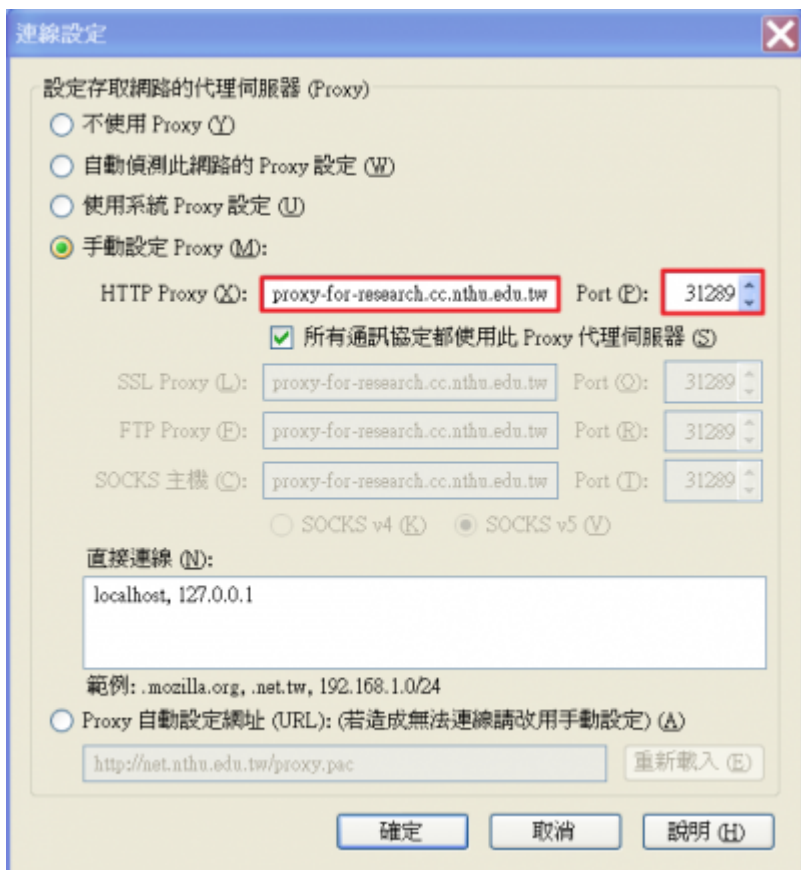 連線設定
設定存取網路的代理伺服器 (Proxy)
不使用 Proxy (Y)
自動偵測此網路的 Proxy 設定 (W)
使用系統 Proxy 設定 (U)
手動設定 Proxy (M):
HTTP Proxy (X): proxy-for-research.cc.nthu.edu.tw Port (P): 31289
所有通訊協定都使用此 Proxy 代理伺服器 (S)
SSL Proxy (L): proxy-for-research.cc.nthu.edu.tw Port (O): 31289
FTP Proxy (F): proxy-for-research.cc.nthu.edu.tw Port (R): 31289
SOCKS 主機 (C): proxy-for-research.cc.nthu.edu.tw Port (T): 31289
SOCKS v4 (K) SOCKS v5 (V)
直接連線 (N):
localhost, 127.0.0.1
範例: .mozilla.org, .net.tw, 192.168.1.0/24
Proxy 自動設定網址 (URL): (若造成無法連線請改用手動設定) (A)
http://net.nthu.edu.tw/proxy.pac 重新載入 (E)
確定 取消 說明 (H)